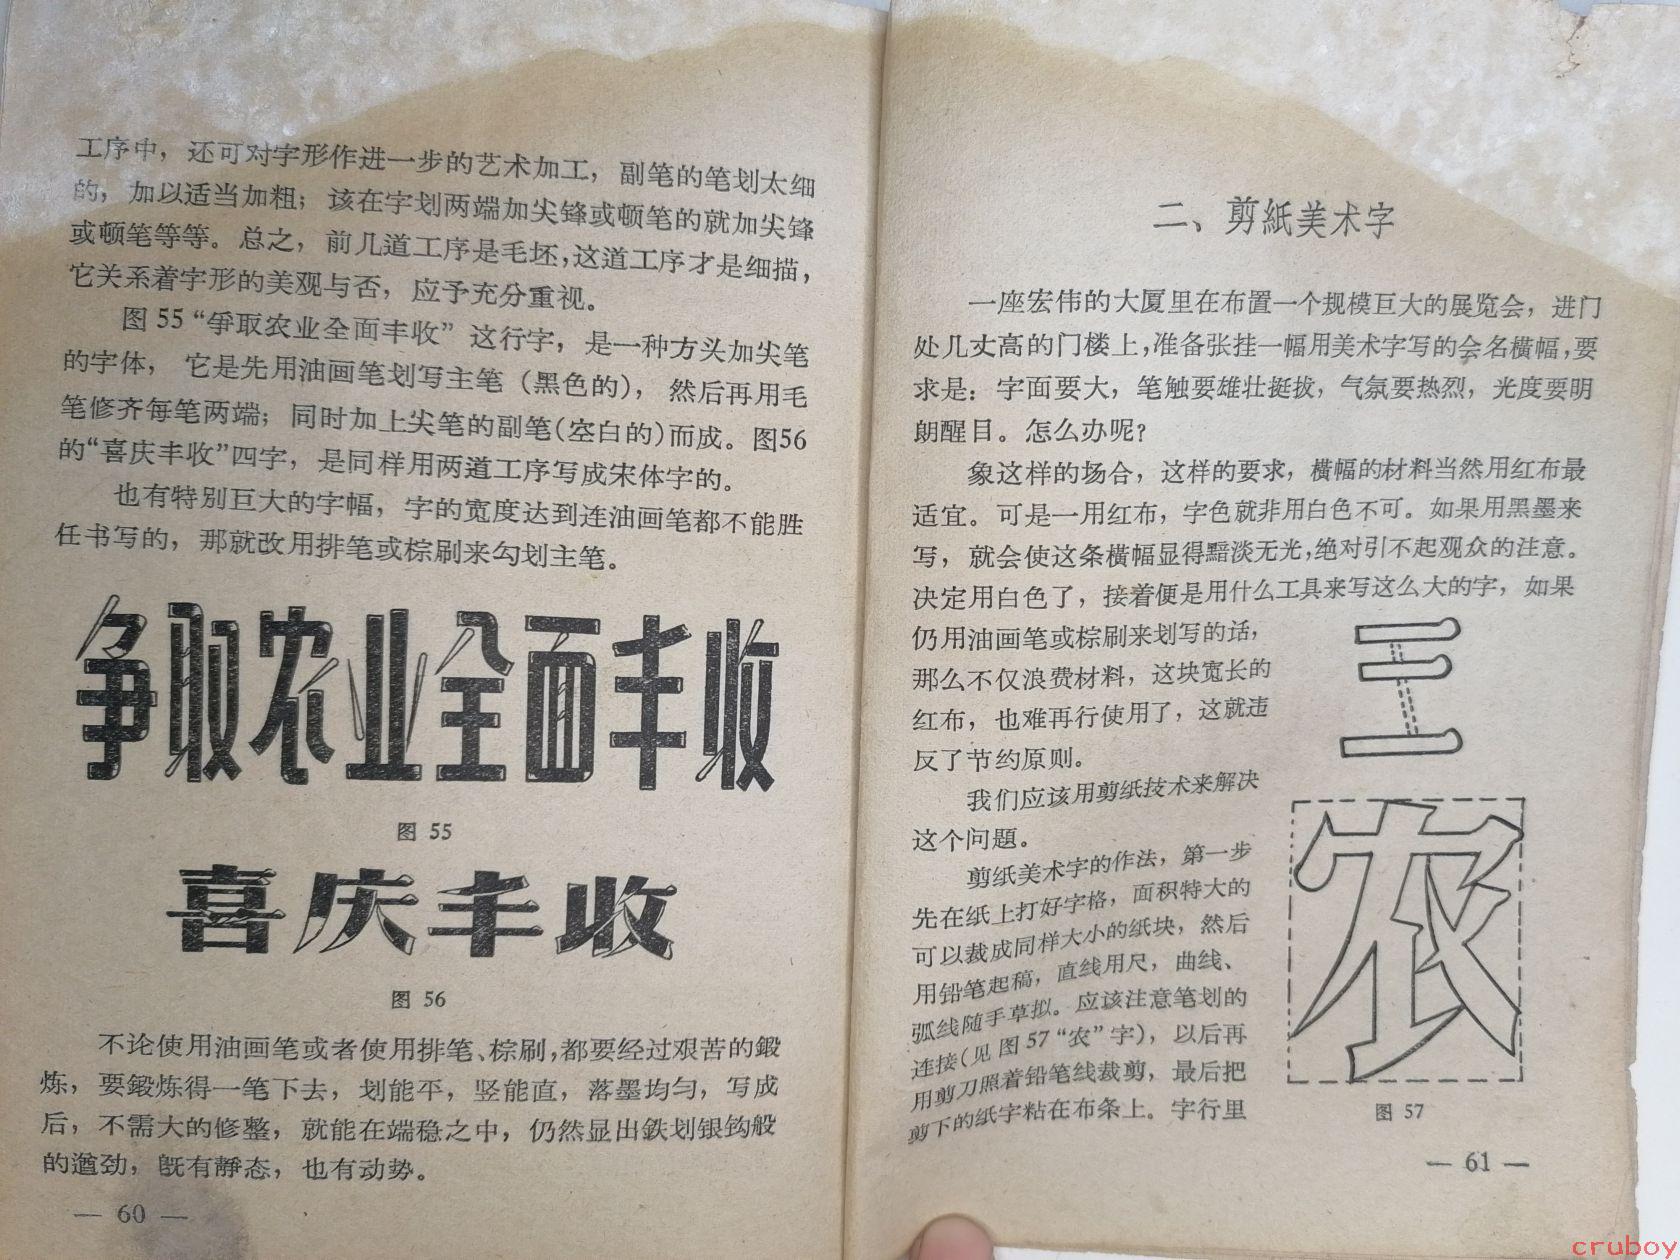 工序中，还可对字形作进一步的艺术加工，副笔的笔划太细
的，加以适当加粗；该在字划两端加尖锋或顿笔的就加尖锋
或顿笔等等。总之，前几道工序是毛坯，这道工序才是细描，
它关系着字形的美观与否，应予充分重视。
图55“爭取农业全面丰收”这行字，是一种方头加尖笔
的字体，它是先用油画笔划写主笔（黑色的），然后再用毛
笔修齐每笔两端；同时加上尖笔的副笔（空白的）而成。图56
的“喜庆丰收”四字，是同样用两道工序写成宋体字的。
也有特别巨大的字幅，字的宽度达到连油画笔都不能胜
任书写的，那就改用排笔或棕刷来勾划主笔。
争取农业全面丰收
图 55
喜庆丰收
图 56
不论使用油画笔或者使用排笔、棕刷，都要经过艰苦的鍛
炼，要鍛炼得一笔下去，划能平，竖能直，落墨均匀，写成
后，不需大的修整，就能在端稳之中，仍然显出鉄划银钩般
的遒劲，旣有静态，也有动势。
— 60 —
二、剪紙美术字
一座宏伟的大厦里在布置一个规模巨大的展览会，进门
处几丈高的门楼上，准备张挂一幅用美术字写的会名橫幅，要
求是：字面要大，笔触要雄壮挺拔，气氛要热烈，光度要明
朗醒目。怎么办呢？
象这样的场合，这样的要求，橫幅的材料当然用红布最
适宜。可是一用红布，字色就非用白色不可。如果用黑墨来
写，就会使这条橫幅显得黯淡无光，绝对引不起观众的注意。
决定用白色了，接着便是用什么工具来写这么大的字，如果
仍用油画笔或棕刷来划写的话，
那么不仅浪费材料，这块宽长的
红布，也难再行使用了，这就违
反了节约原则。
我们应该用剪纸技术来解决
这个问题。
剪纸美术字的作法，第一步
先在纸上打好字格，面积特大的
可以裁成同样大小的纸块，然后
用铅笔起稿，直线用尺，曲线、
弧线随手草拟。应该注意笔划的
连接（见图57“农”字），以后再
用剪刀照着铅笔线裁剪，最后把
剪下的纸字粘在布条上。字行里
三
农
图 57
— 61 —
cruboy